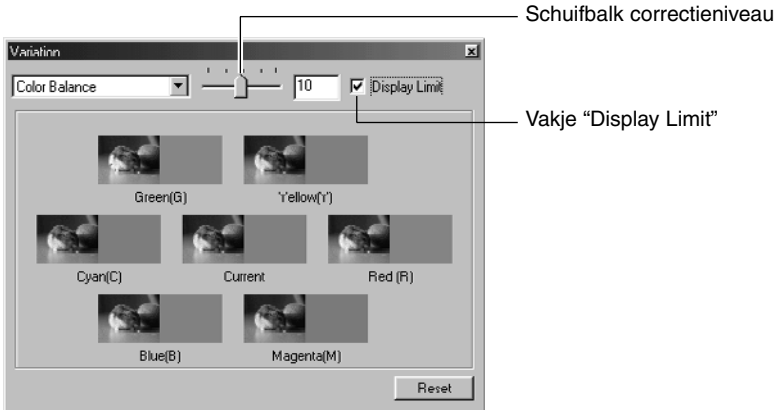 Schuifbalk correctieniveau
Variation
Color Balance 10 Display Limit
Vakje “Display Limit”
Green(G) Yellow(Y)
Cyan(C) Current Red (R)
Blue(B) Magenta(M)
Reset